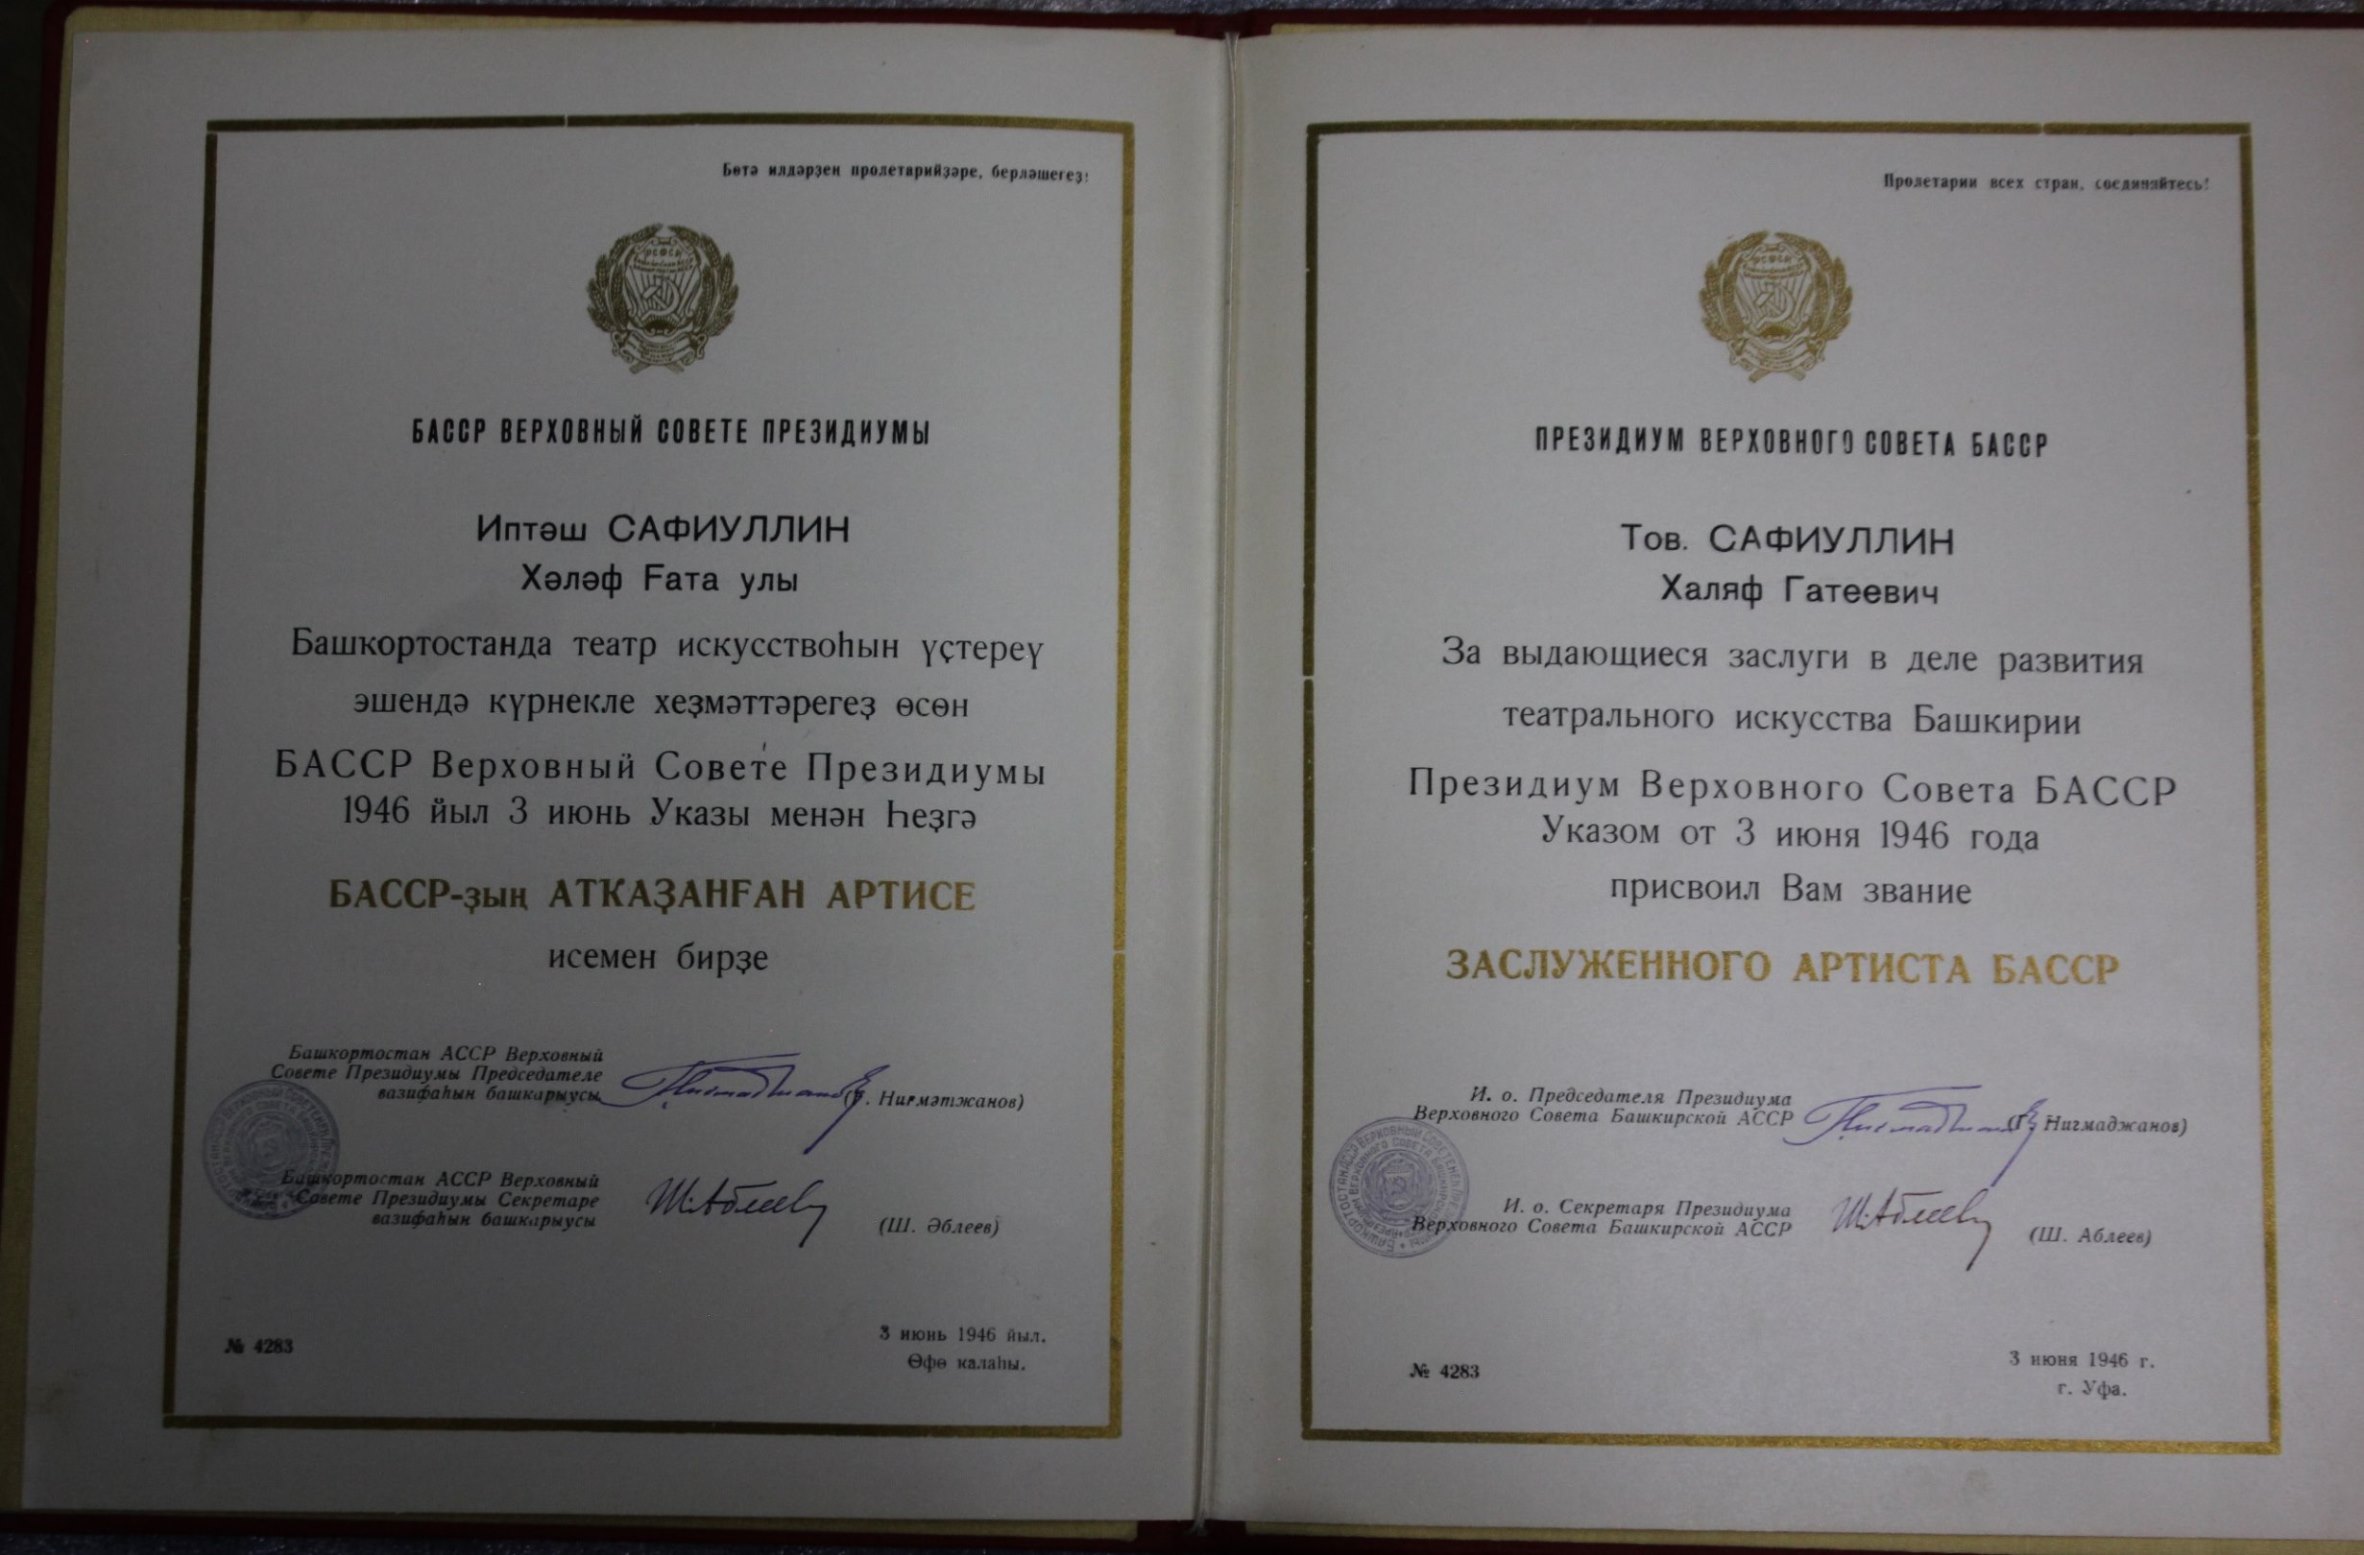 Бөтә илдәрҙең пролетарийҙәре, берләшегеҙ!
БАССР ВЕРХОВНЫЙ СОВЕТЕ ПРЕЗИДИУМЫ
Иптәш САФИУЛЛИН
Хәләф Ғата улы
Башкортостанда театр искусствоһын үҫтереү
эшендә күрнекле хеҙмәттәрегеҙ өсөн
БАССР Верховный Совете Президиумы
1946 йыл 3 июнь Указы менән Һеҙгә
БАССР-ҙың АТҠАҘАНҒАН АРТИСЕ
исемен бирҙе
Башкортостан АССР Верховный
Совете Президиумы Председателе
вазифаһын башкарыусы
(Г. Ниғмәтжанов)
Башкортостан АССР Верховный
Совете Президиумы Секретаре
вазифаһын башкарыусы
Ш. Аблеев
(Ш. Әблеев)
№ 4283
3 июнь 1946 йыл.
Өфө калаһы.
Пролетарии всех стран, соединяйтесь!
ПРЕЗИДИУМ ВЕРХОВНОГО СОВЕТА БАССР
Тов. САФИУЛЛИН
Халяф Гатеевич
За выдающиеся заслуги в деле развития
театрального искусства Башкирии
Президиум Верховного Совета БАССР
Указом от 3 июня 1946 года
присвоил Вам звание
ЗАСЛУЖЕННОГО АРТИСТА БАССР
И. о. Председателя Президиума
Верховного Совета Башкирской АССР
(Г. Нигмаджанов)
И. о. Секретаря Президиума
Верховного Совета Башкирской АССР
Ш. Аблеев
(Ш. Аблеев)
№ 4283
3 июня 1946 г.
г. Уфа.